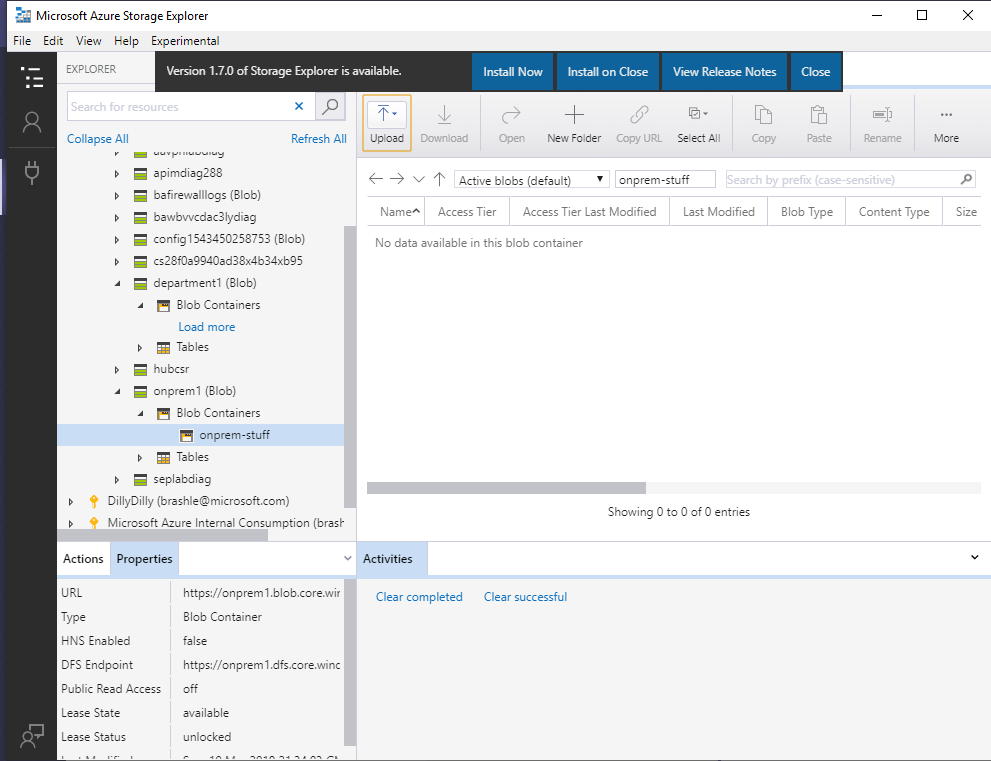 Microsoft Azure Storage Explorer
File Edit View Help Experimental
EXPLORER
Version 1.7.0 of Storage Explorer is available.
Install Now
Install on Close
View Release Notes
Close
Search for resources
Collapse All
Refresh All
apimdiag288
bafirewalllogs (Blob)
bawbvvcdac3lydiag
config1543450258753 (Blob)
cs28f0a9940ad38x4b34xb95
department1 (Blob)
Blob Containers
Load more
Tables
hubcsr
onprem1 (Blob)
Blob Containers
onprem-stuff
Tables
seplabdiag
DillyDilly (brashle@microsoft.com)
Microsoft Azure Internal Consumption (brash
Upload
Download
Open
New Folder
Copy URL
Select All
Copy
Paste
Rename
More
Active blobs (default)
onprem-stuff
Search by prefix (case-sensitive)
Name Access Tier Access Tier Last Modified Last Modified Blob Type Content Type Size
No data available in this blob container
Showing 0 to 0 of 0 entries
Actions Properties
URL https://onprem1.blob.core.wir
Type Blob Container
HNS Enabled false
DFS Endpoint https://onprem1.dfs.core.winc
Public Read Access off
Lease State available
Lease Status unlocked
Activities
Clear completed Clear successful